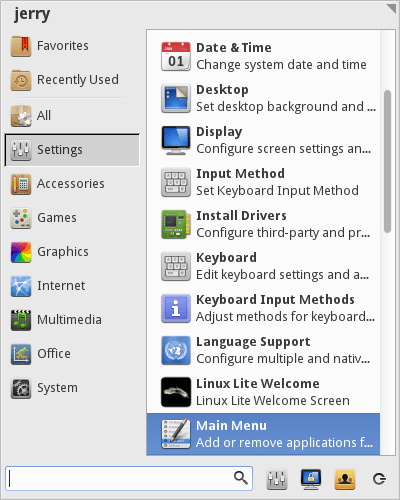 jerry
Favorites
Recently Used
All
Settings
Accessories
Games
Graphics
Internet
Multimedia
Office
System
01
Date & Time
Change system date and time
Desktop
Set desktop background and ...
Display
Configure screen settings an...
Input Method
Set Keyboard Input Method
Install Drivers
Configure third-party and pr...
Keyboard
Edit keyboard settings and a...
Keyboard Input Methods
Adjust methods for keyboard...
Language Support
Configure multiple and nativ...
Linux Lite Welcome
Linux Lite Welcome Screen
Main Menu
Add or remove applications f...